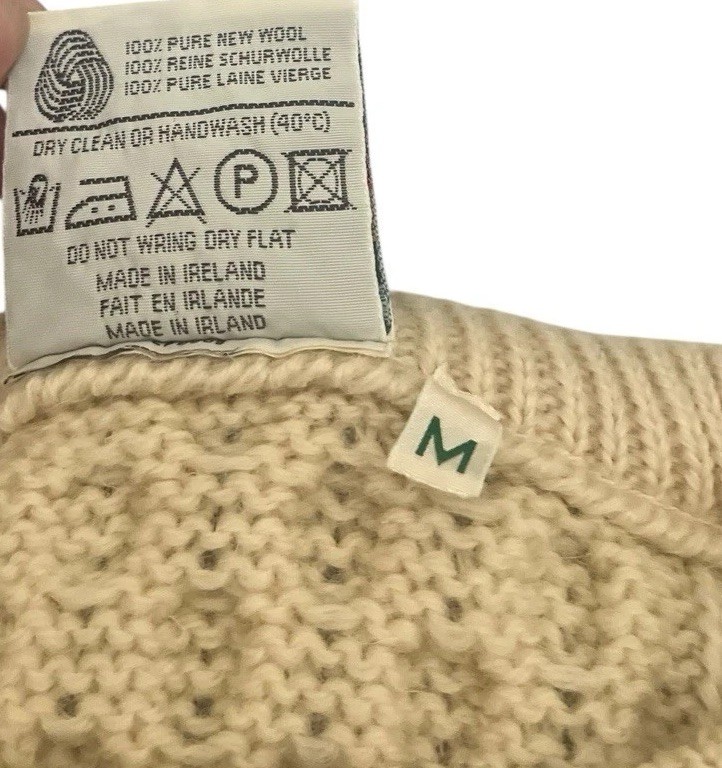 100% PURE NEW WOOL
100% REINE SCHURWOLLE
100% PURE LAINE VIERGE
DRY CLEAN OR HANDWASH (40°C)
P
DO NOT WRING DRY FLAT
MADE IN IRELAND
FAIT EN IRLANDE
MADE IN IRLAND
M